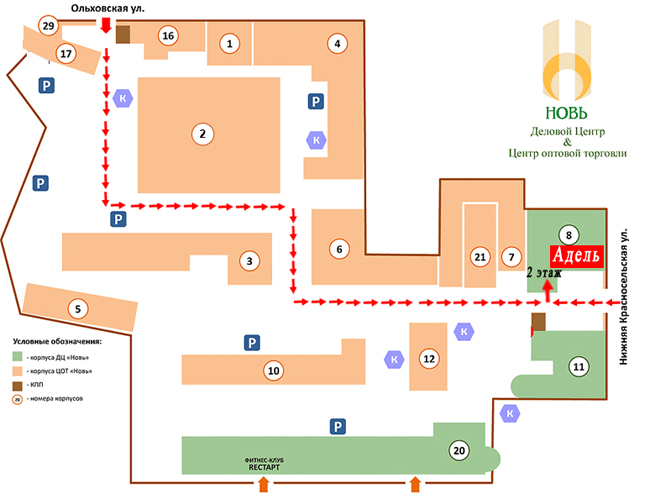 Ольховская ул.
29
17
16
1
4
P
K
P
K
2
НОВЬ
Деловой Центр
&
Центр оптовой торговли
P
P
8
Адель
2 этаж
3
6
21
7
Нижняя Красносельская ул.
5
Условные обозначения:
- корпуса ДЦ «Новь»
- корпуса ЦОТ «Новь»
- КПП
20 - номера корпусов
P
K
K
12
10
11
K
P
20
ФИТНЕС-КЛУБ
RECTAPT